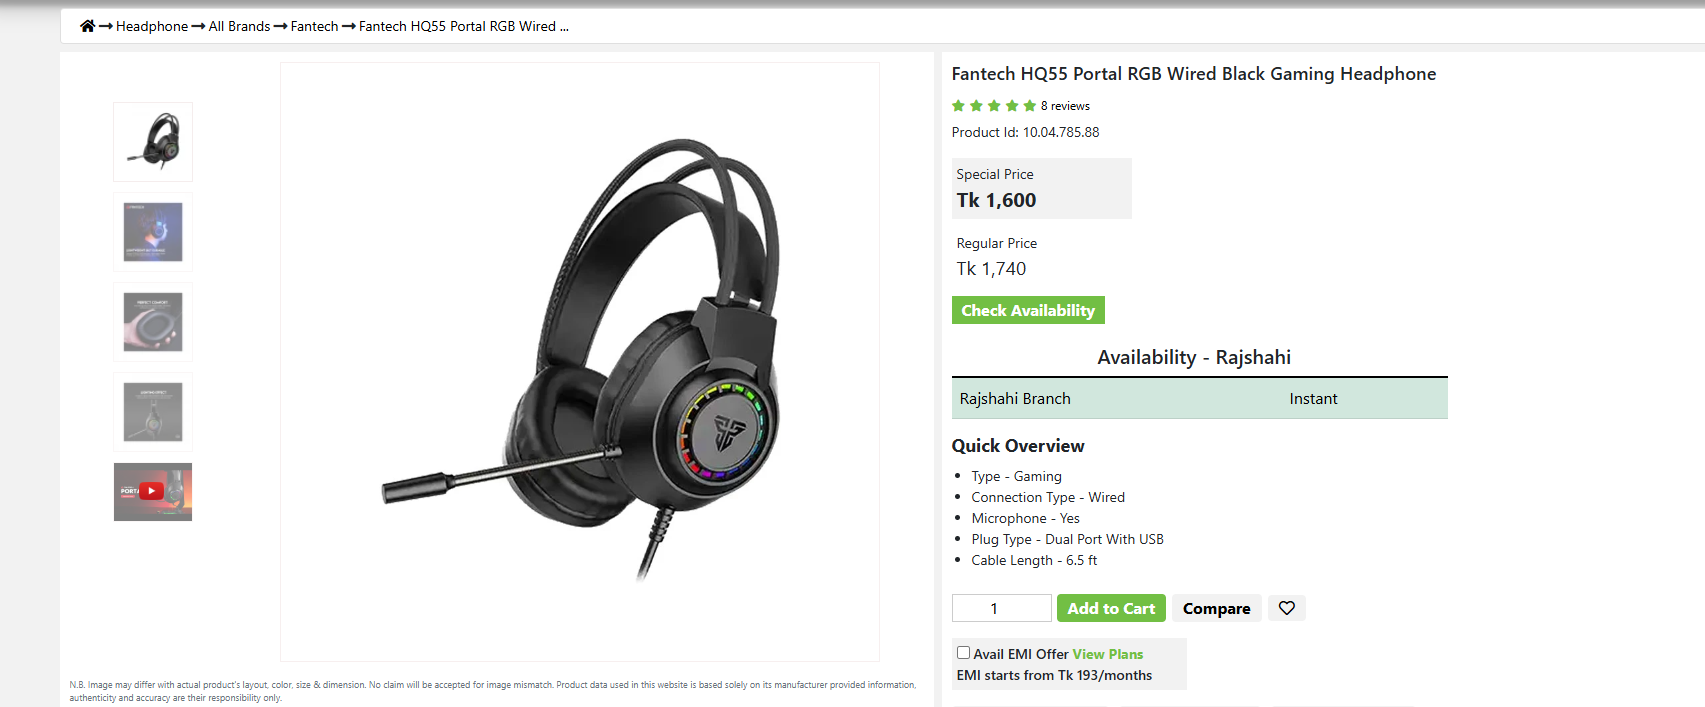 Headphone All Brands Fantech Fantech HQ55 Portal RGB Wired ...
Fantech HQ55 Portal RGB Wired Black Gaming Headphone
8 reviews
Product Id: 10.04.785.88
Special Price
Tk 1,600
Regular Price
Tk 1,740
Check Availability
Availability - Rajshahi
Rajshahi Branch Instant
Quick Overview
Type - Gaming
Connection Type - Wired
Microphone - Yes
Plug Type - Dual Port With USB
Cable Length - 6.5 ft
1 Add to Cart Compare
Avail EMI Offer View Plans
EMI starts from Tk 193/months
N.B. Image may differ with actual product's layout, color, size & dimension. No claim will be accepted for image mismatch. Product data used in this website is based solely on its manufacturer provided information,
authenticity and accuracy are their responsibility only.